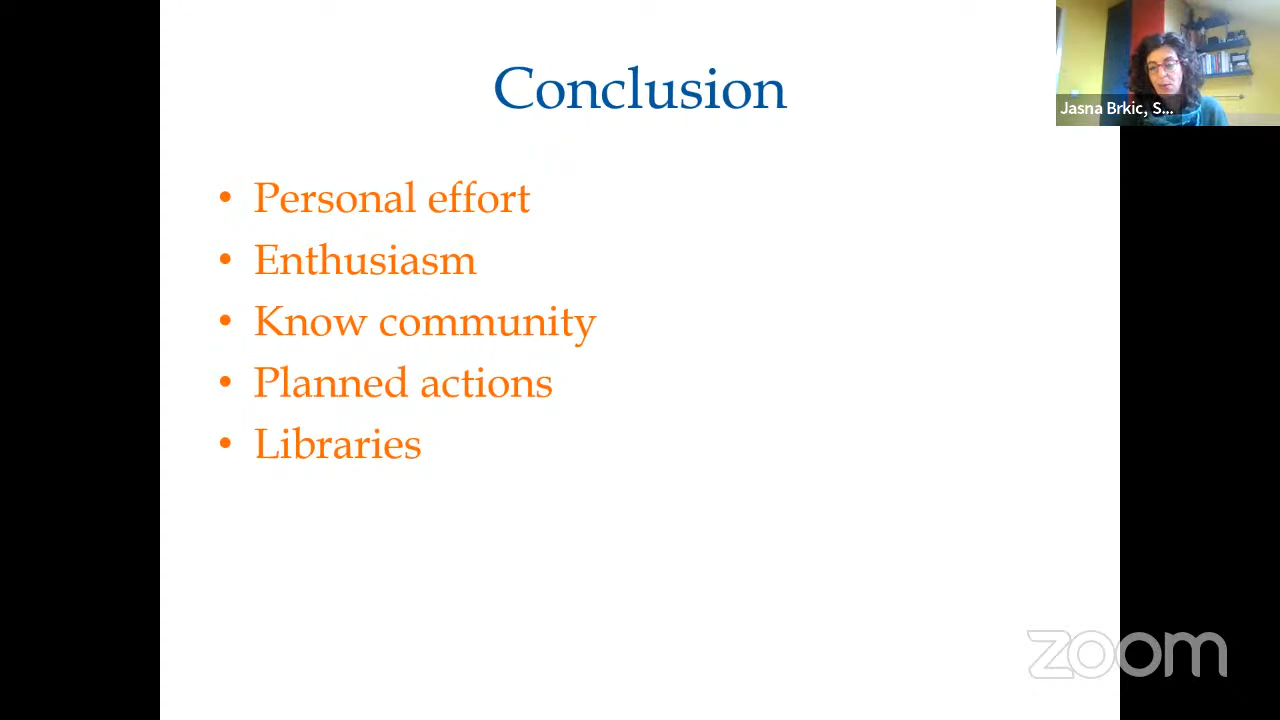 Conclusion
Jasna Brkic, S...
• Personal effort
• Enthusiasm
• Know community
• Planned actions
• Libraries
zoom